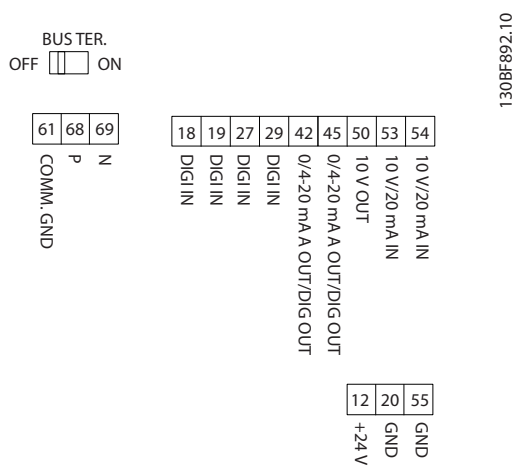 130BF892.10
BUS TER.
OFF ON
61 68 69
COMM. GND
P
N
18 19 27 29 42 45 50 53 54
DIGI IN
DIGI IN
DIGI IN
DIGI IN
0/4-20 mA A OUT/DIG OUT
0/4-20 mA A OUT/DIG OUT
10 V OUT
10 V/20 mA IN
10 V/20 mA IN
12 20 55
+24 V
GND
GND